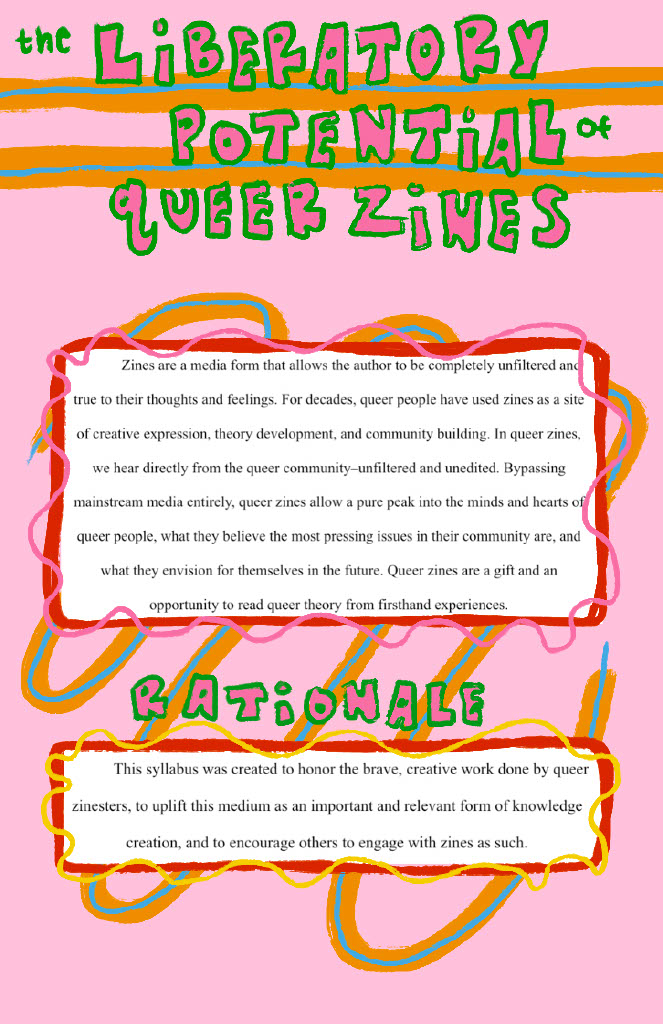 the LiBERATORY
POTENTiAL of
QUEER ZiNES
Zines are a media form that allows the author to be completely unfiltered and
true to their thoughts and feelings. For decades, queer people have used zines as a site
of creative expression, theory development, and community building. In queer zines,
we hear directly from the queer community–unfiltered and unedited. Bypassing
mainstream media entirely, queer zines allow a pure peak into the minds and hearts of
queer people, what they believe the most pressing issues in their community are, and
what they envision for themselves in the future. Queer zines are a gift and an
opportunity to read queer theory from firsthand experiences.
RATiONALE
This syllabus was created to honor the brave, creative work done by queer
zinesters, to uplift this medium as an important and relevant form of knowledge
creation, and to encourage others to engage with zines as such.